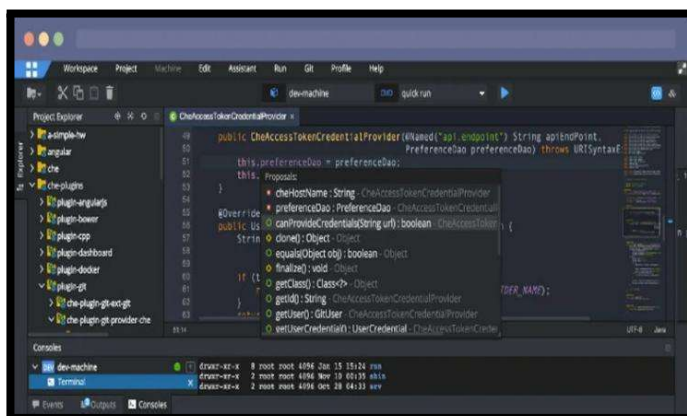 Workspace Project Machine Edit Assistant Run Git Profile Help
dev-machine CMD quick run
Project Explorer
CheAccessTokenCredentialProvider ×
Explorer
a-simple-hw
angular
che
che-plugins
plugin-angularjs
plugin-bower
plugin-cpp
plugin-dashboard
plugin-docker
plugin-git
che-plugin-git-ext-git
che-plugin-git-provider-che
49 public CheAccessTokenCredentialProvider(@Named("api.endpoint") String apiEndPoint,
50 PreferenceDao preferenceDao) throws URISyntaxE
51 this.preferenceDao = preferenceDao;
52 this.
53 }
54
55 @Override
56 public Us
57 String
58
59
60 if (t
61 IDER_NAME);
62 }
63
Proposals:
cheHostName : String - CheAccessTokenCredentialProvider
preferenceDao : PreferenceDao - CheAccessTokenCredentiall
canProvideCredentials(String url) : boolean - CheAccessToken
clone() : Object - Object
equals(Object obj) : boolean - Object
finalize() : void - Object
getClass() : Class<?> - Object
getId() : String - CheAccessTokenCredentialProvider
getUser() : GitUser - CheAccessTokenCredentialProvider
getUserCredential() : UserCredential - CheAccessTokenCreden
UTF-8 Java
Consoles
DEV dev-machine
Terminal ×
drwxr-xr-x 8 root root 4096 Jan 15 15:24 run
drwxr-xr-x 2 root root 4096 Nov 10 00:35 sbin
drwxr-xr-x 2 root root 4096 Oct 28 04:33 srv
Events Outputs Consoles